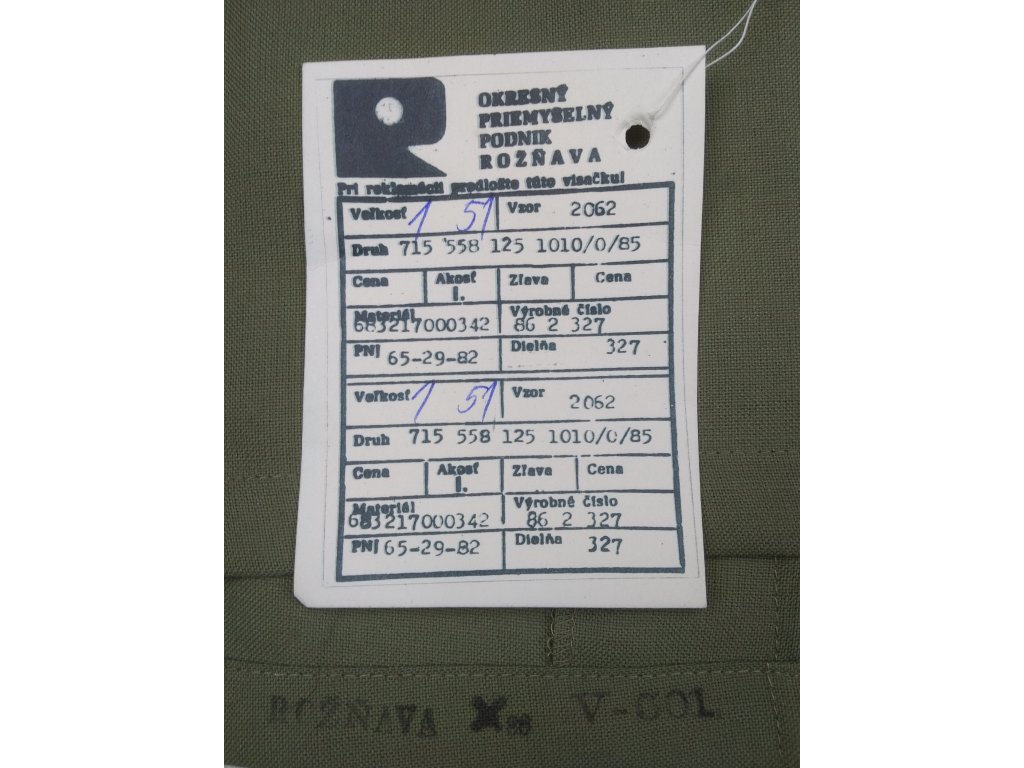 OKRESNÝ
PRIEMYSELNÝ
PODNIK
ROŽŇAVA
Pri reklamácii predložte túto visačku!
Veľkosť 1 51 Vzor 2062
Druh 715 558 125 1010/0/85
Cena Akosť I. Zľava Cena
Materiál 683217000342 Výrobné číslo 86 2 327
PNJ 65-29-82 Dielňa 327
Veľkosť 1 51 Vzor 2062
Druh 715 558 125 1010/0/85
Cena Akosť I. Zľava Cena
Materiál 683217000342 Výrobné číslo 86 2 327
PNJ 65-29-82 Dielňa 327
ROŽŇAVA X 86 V-601